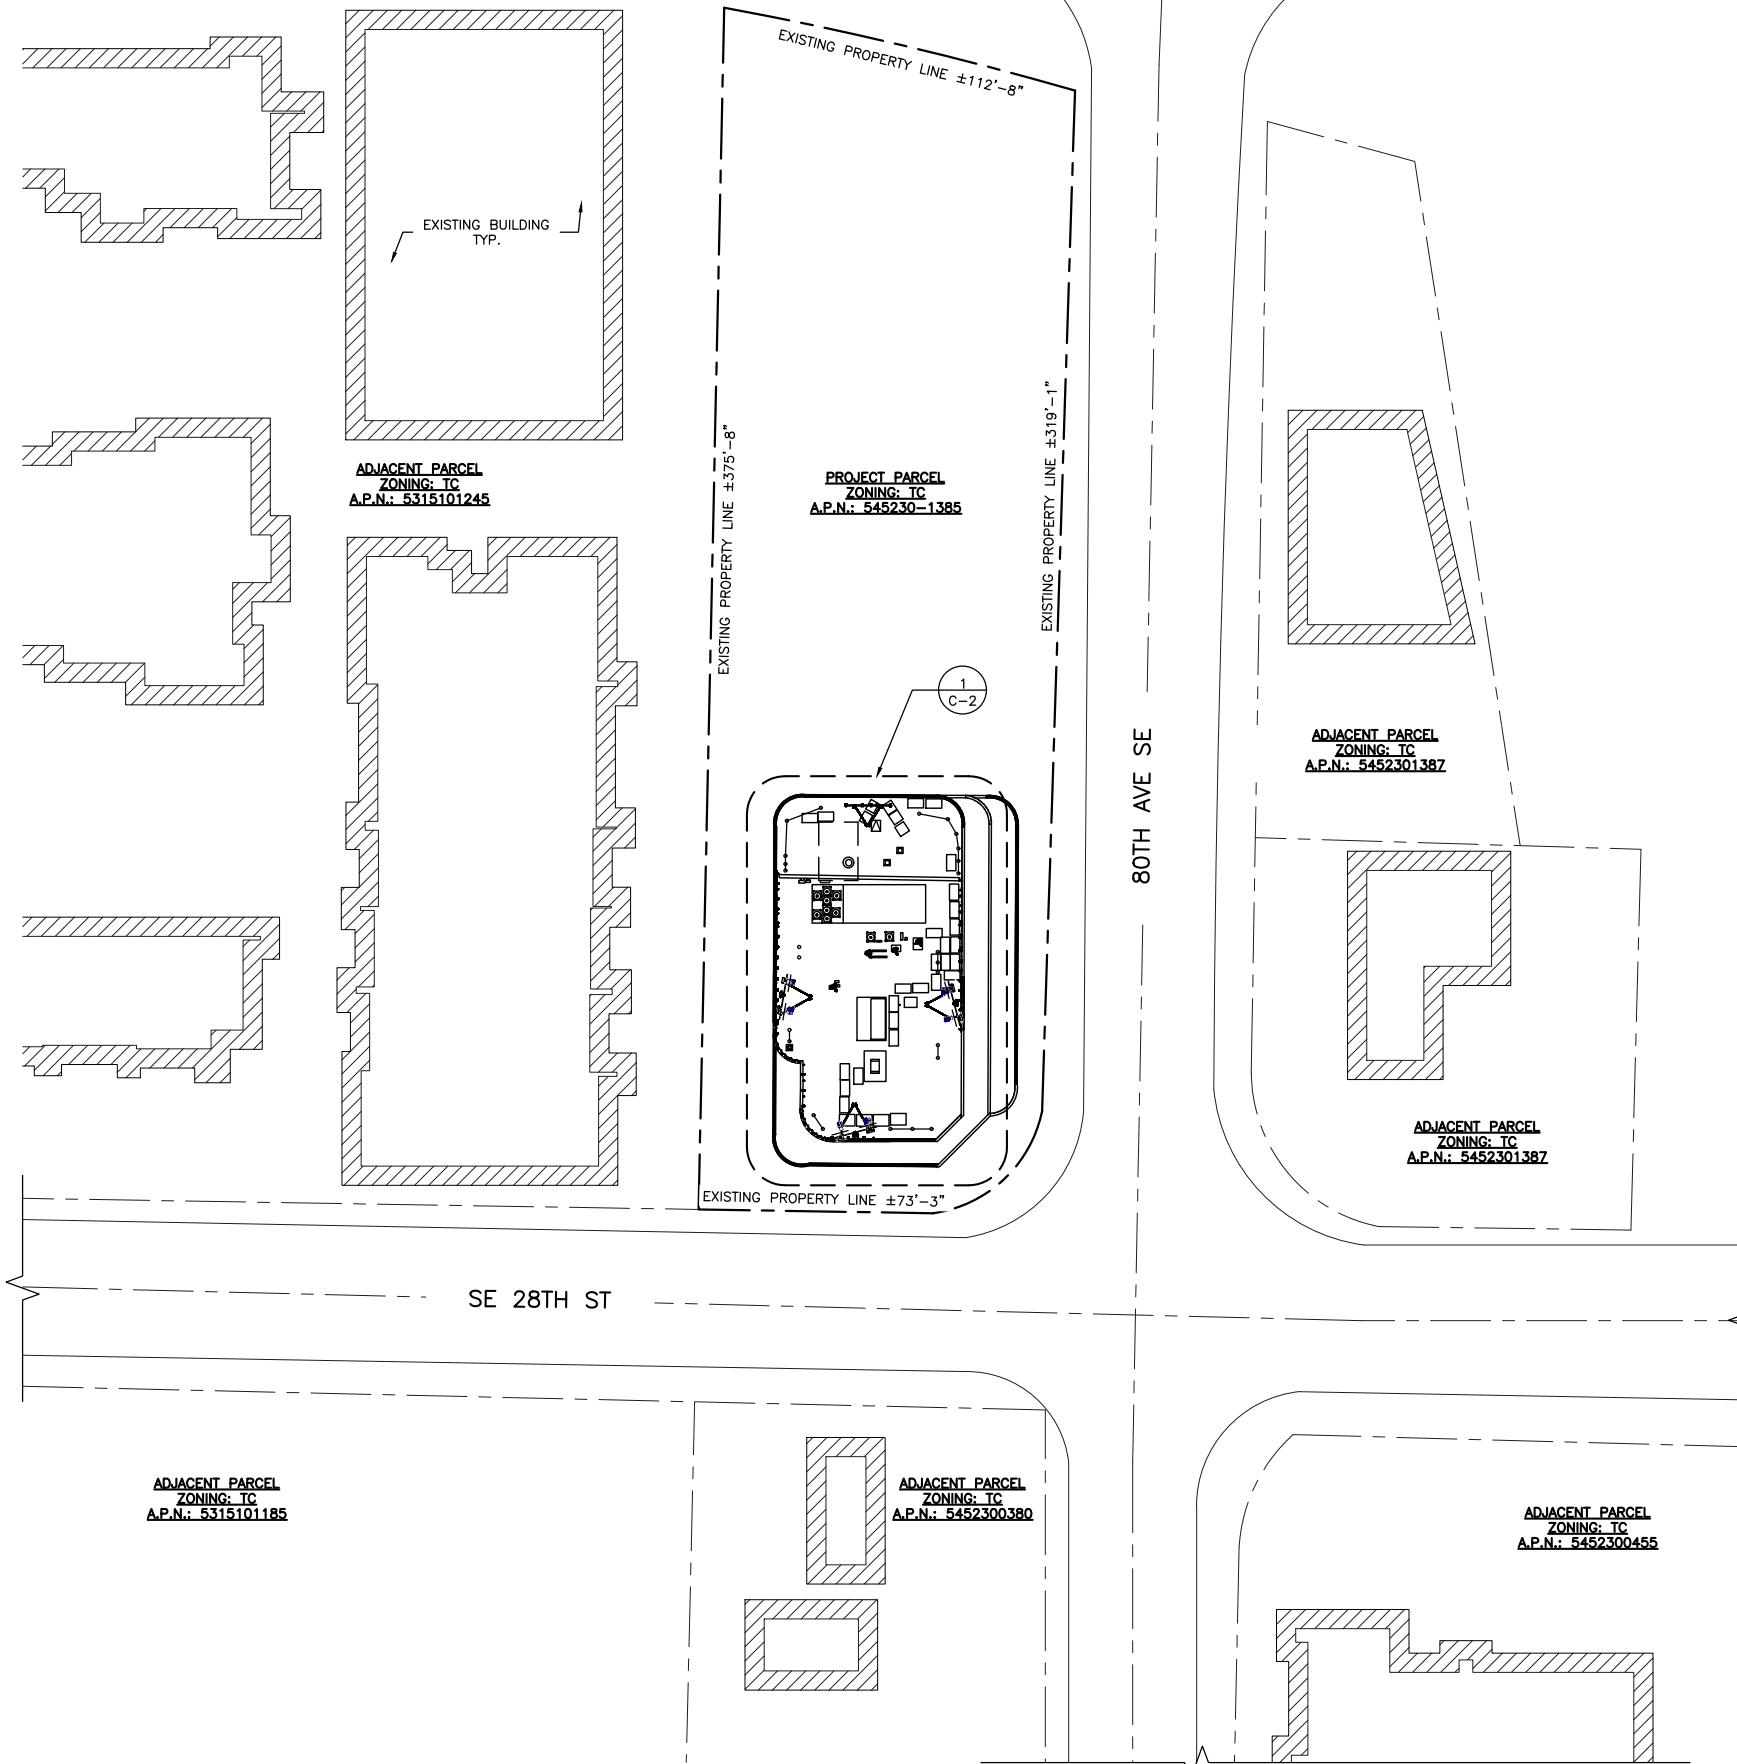 EXISTING PROPERTY LINE ±112'-8"
EXISTING BUILDING
TYP.
ADJACENT PARCEL
ZONING: TC
A.P.N.: 5315101245
EXISTING PROPERTY LINE ±375'-8"
PROJECT PARCEL
ZONING: TC
A.P.N.: 545230-1385
EXISTING PROPERTY LINE ±319'-1"
1
C-2
80TH AVE SE
ADJACENT PARCEL
ZONING: TC
A.P.N.: 5452301387
ADJACENT PARCEL
ZONING: TC
A.P.N.: 5452301387
EXISTING PROPERTY LINE ±73'-3"
SE 28TH ST
ADJACENT PARCEL
ZONING: TC
A.P.N.: 5315101185
ADJACENT PARCEL
ZONING: TC
A.P.N.: 5452300380
ADJACENT PARCEL
ZONING: TC
A.P.N.: 5452300455